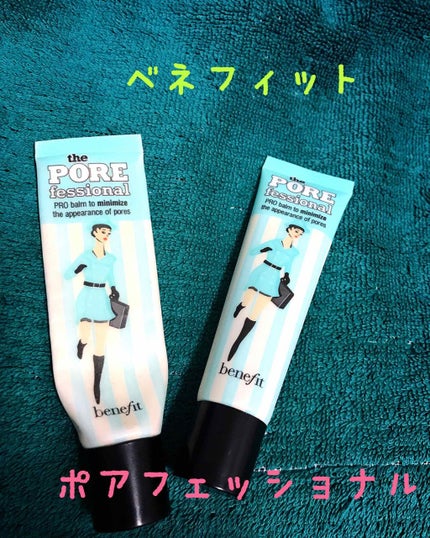 ベネフィット
the
PORE
fessional
PRO balm to minimize
the appearance of pores
benefit
the
PORE
fessional
PRO balm to minimize
the appearance of pores
benefit
ポアフェッショナル